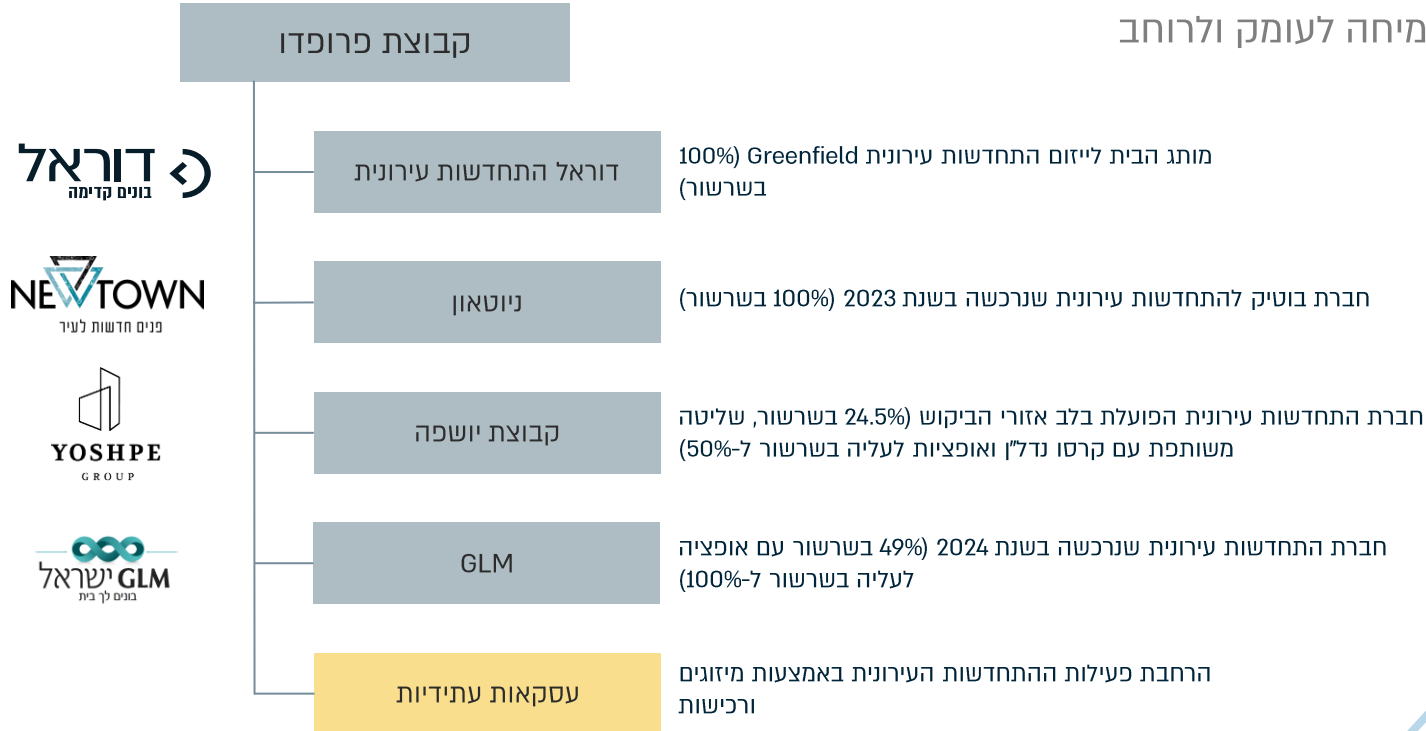 מיחה לעומק ולרוחב
קבוצת פרופדו
דוראל
בונים קדימה
דוראל התחדשות עירונית
מותג הבית לייזום התחדשות עירונית Greenfield (100%
בשרשור)
NEWTOWN
פנים חדשות לעיר
ניוטאון
חברת בוטיק להתחדשות עירונית שנרכשה בשנת 2023 (100% בשרשור)
YOSHPE
GROUP
קבוצת יושפה
חברת התחדשות עירונית הפועלת בלב אזורי הביקוש (24.5% בשרשור, שליטה
משותפת עם קרסו נדל"ן ואופציות לעליה בשרשור ל-50%)
GLM ישראל
בונים לך בית
GLM
חברת התחדשות עירונית שנרכשה בשנת 2024 (49% בשרשור עם אופציה
לעליה בשרשור ל-100%)
עסקאות עתידיות
הרחבת פעילות ההתחדשות העירונית באמצעות מיזוגים
ורכישות